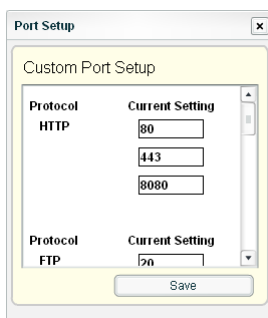 Port Setup
Custom Port Setup
Protocol Current Setting
HTTP 80
443
8080
Protocol Current Setting
FTP 20
Save